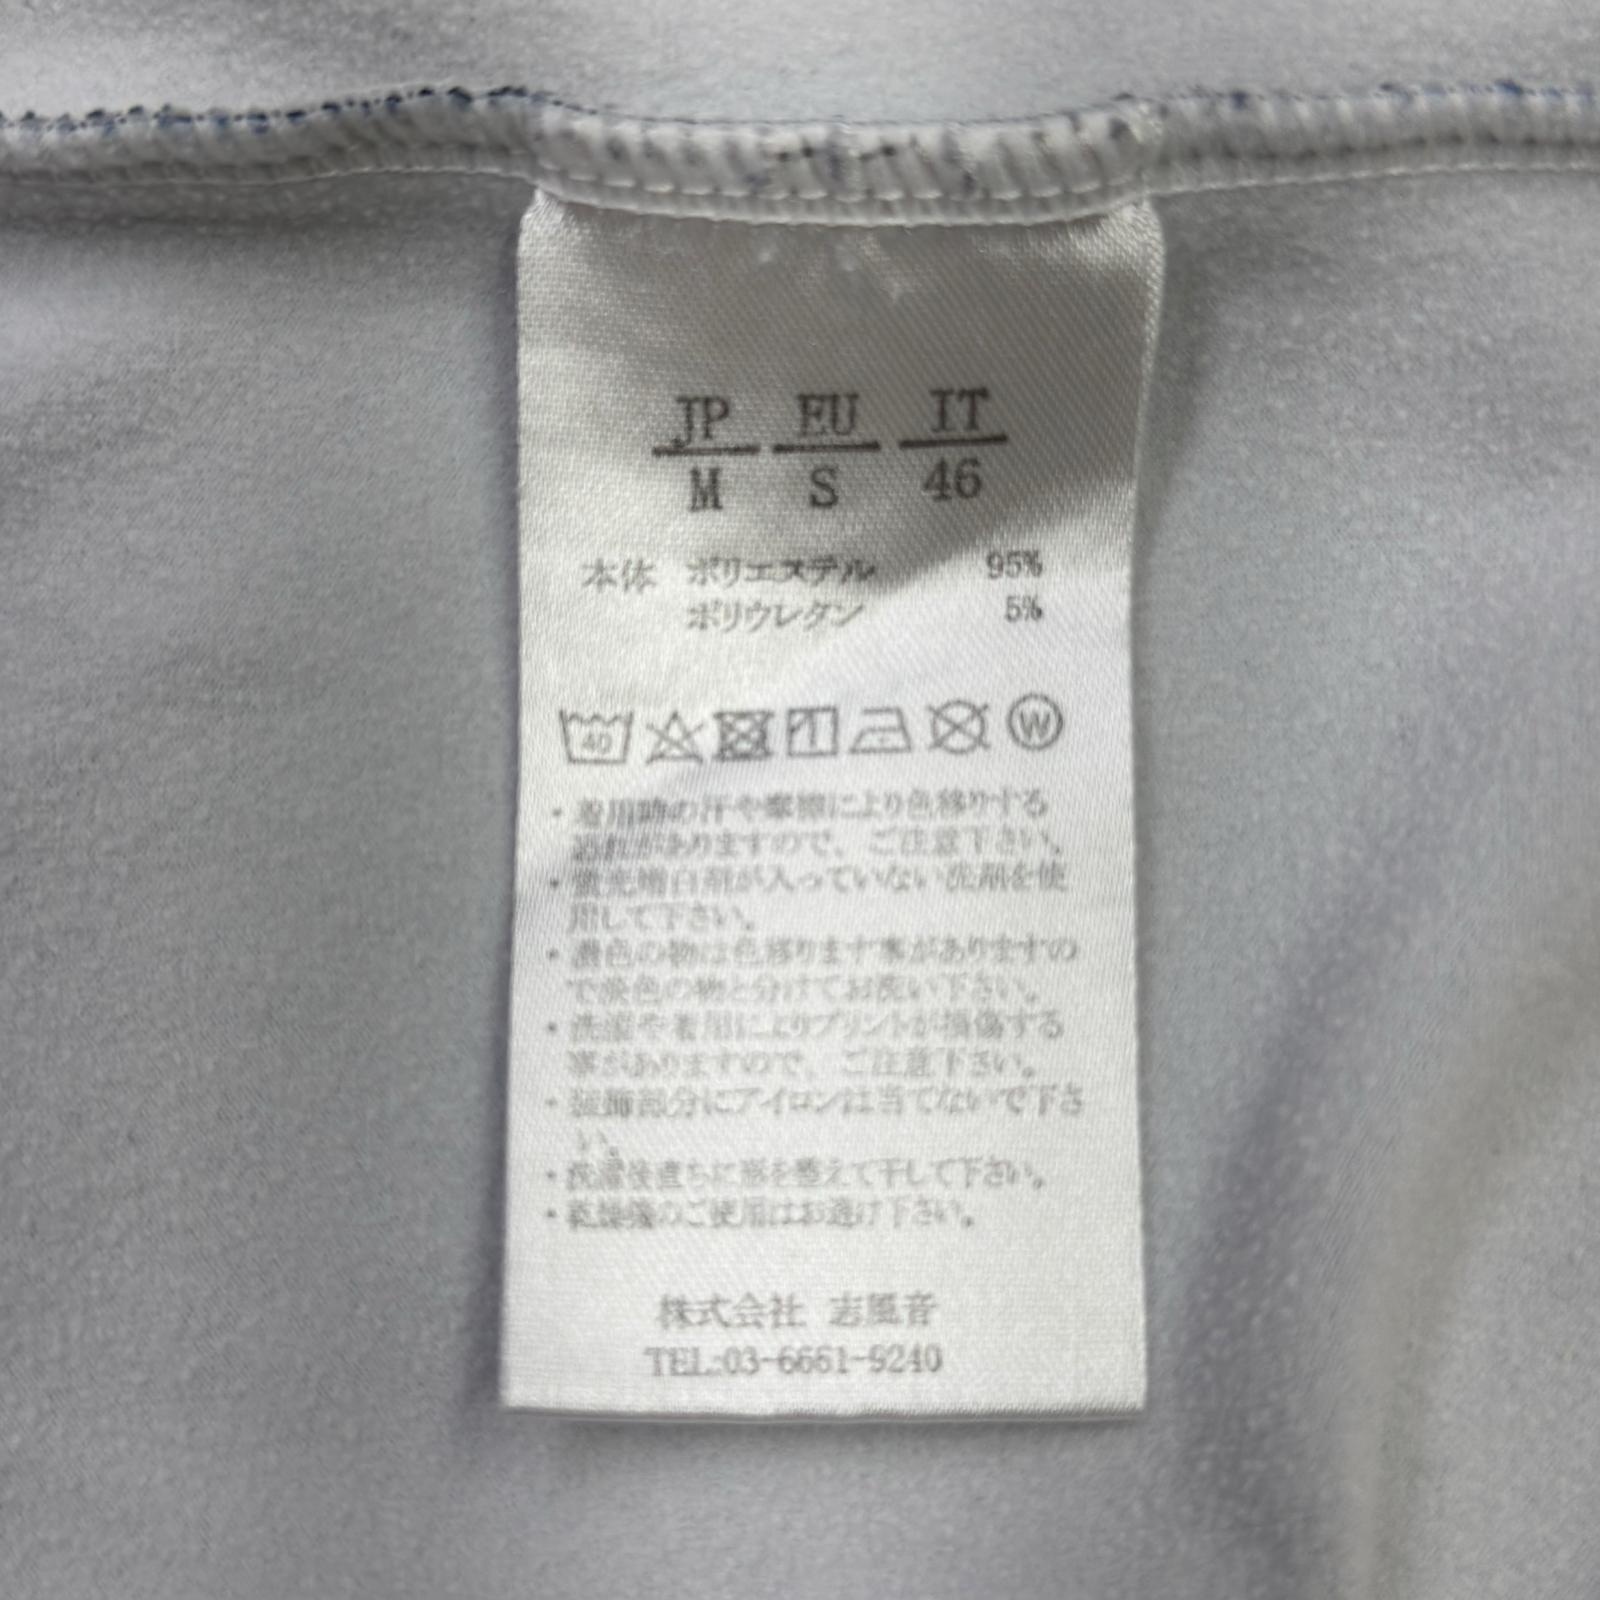 JP EU IT
M S 46
本体 ポリエステル 95%
ポリウレタン 5%
40 W
・着用時の汗や摩擦により色移りする
恐れがありますので、ご注意下さい。
・蛍光増白剤が入っていない洗剤を使
用して下さい。
・濃色の物は色移ります事がありますの
で淡色の物と分けてお洗い下さい。
・洗濯や着用によりプリントが損傷する
事がありますので、ご注意下さい。
・装飾部分にアイロンは当てないで下さ
い。
・洗濯後直ちに形を整えて干して下さい。
・乾燥機のご使用はお避け下さい。
株式会社 志風音
TEL:03-6661-9240